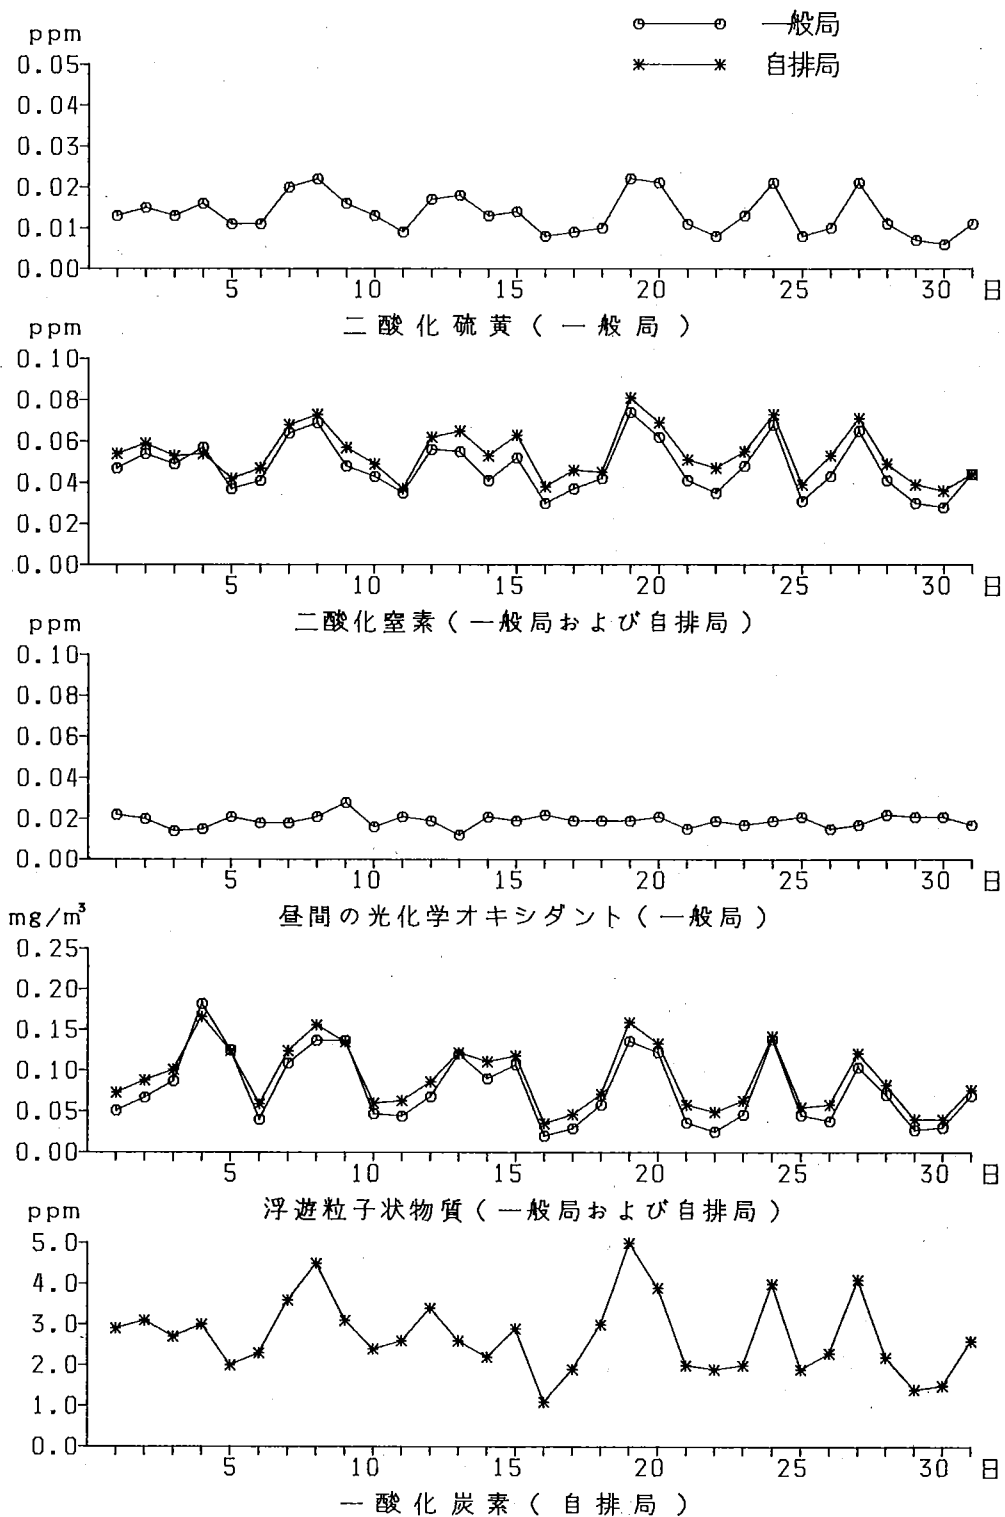 一般局
自排局
ppm
0.05
0.04
0.03
0.02
0.01
0.00
5 10 15 20 25 30 日
二酸化硫黄(一般局)
ppm
0.10
0.08
0.06
0.04
0.02
0.00
5 10 15 20 25 30 日
二酸化窒素(一般局および自排局)
ppm
0.10
0.08
0.06
0.04
0.02
0.00
5 10 15 20 25 30 日
昼間の光化学オキシダント(一般局)
mg/m³
0.25
0.20
0.15
0.10
0.05
0.00
5 10 15 20 25 30 日
浮遊粒子状物質(一般局および自排局)
ppm
5.0
4.0
3.0
2.0
1.0
0.0
5 10 15 20 25 30 日
一酸化炭素(自排局)